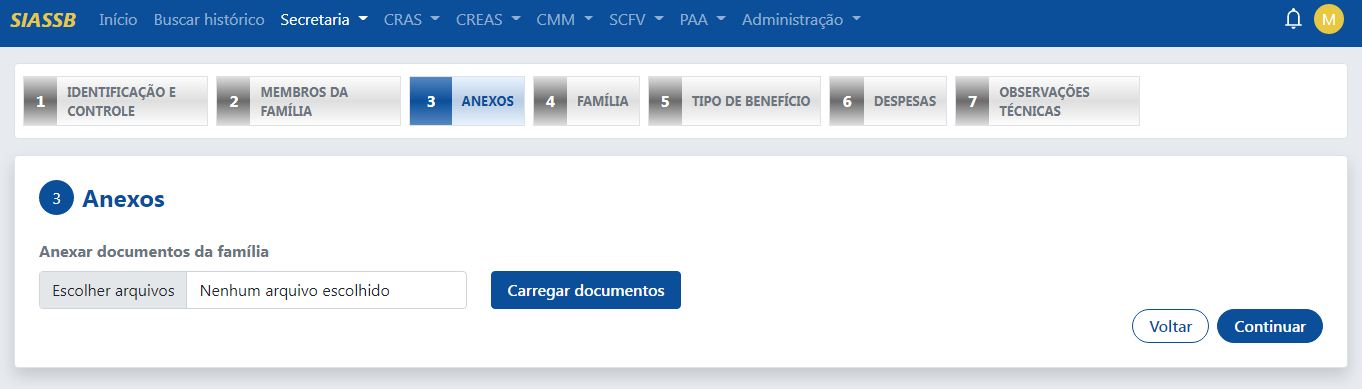 SIASSB Início Buscar histórico Secretaria CRAS CREAS CMM SCFV PAA Administração M
1 IDENTIFICAÇÃO E CONTROLE
2 MEMBROS DA FAMÍLIA
3 ANEXOS
4 FAMÍLIA
5 TIPO DE BENEFÍCIO
6 DESPESAS
7 OBSERVAÇÕES TÉCNICAS
3 Anexos
Anexar documentos da família
Escolher arquivos Nenhum arquivo escolhido Carregar documentos
Voltar Continuar